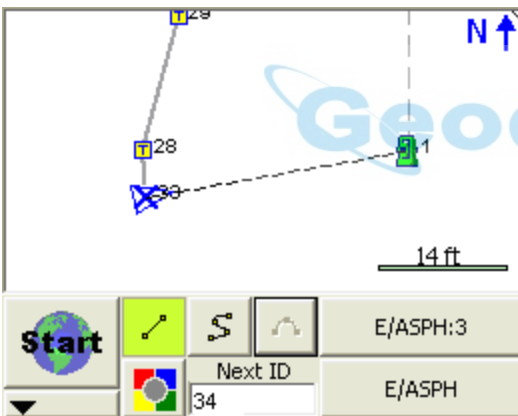 29
N
Geo
28
1
33
14 ft
Start
E/ASPH:3
Next ID
34
E/ASPH